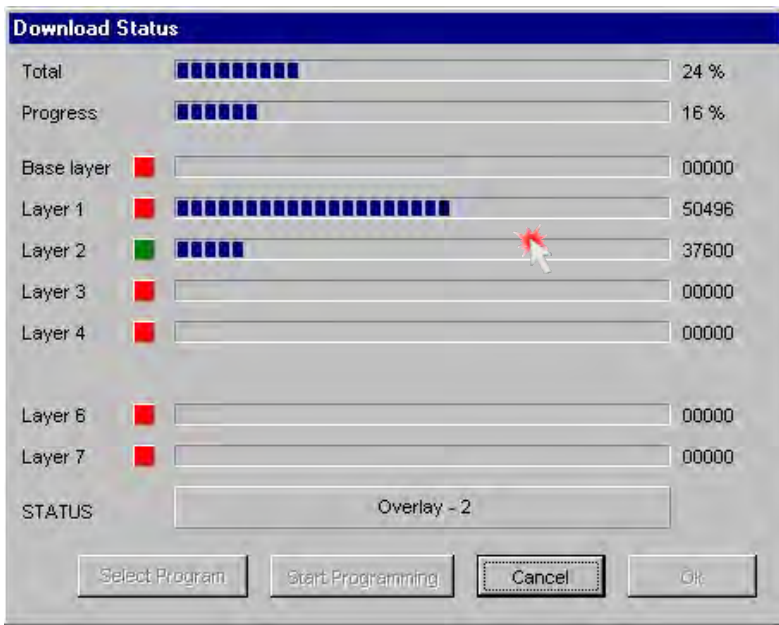 Download Status
Total 24 %
Progress 16 %
Base layer 00000
Layer 1 50496
Layer 2 37600
Layer 3 00000
Layer 4 00000
Layer 6 00000
Layer 7 00000
STATUS Overlay - 2
Select Program Start Programming Cancel Ok